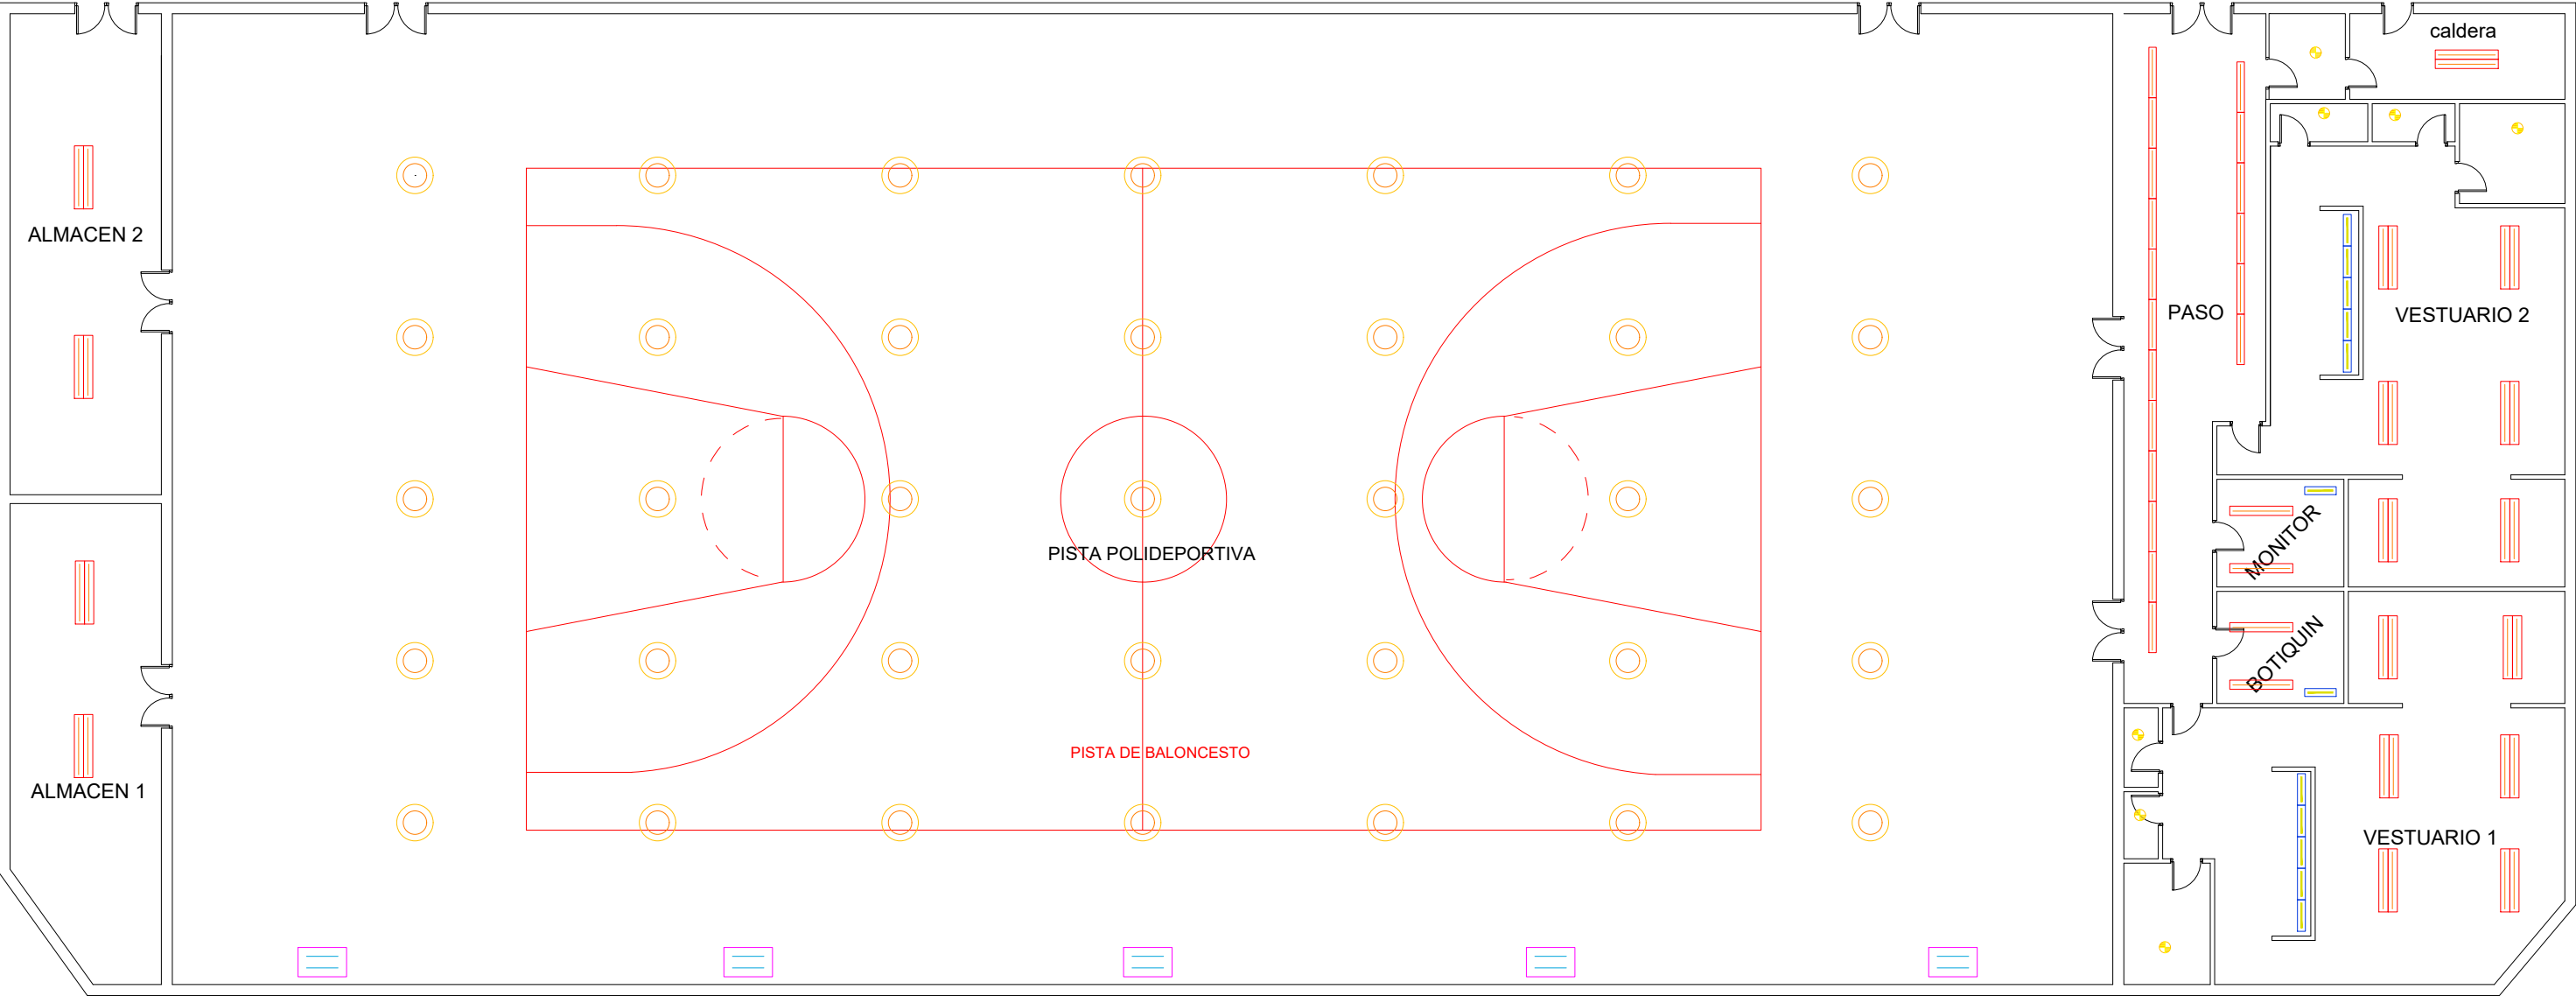 caldera
ALMACEN 2
PASO
VESTUARIO 2
MONITOR
PISTA POLIDEPORTIVA
BOTIQUIN
PISTA DE BALONCESTO
ALMACEN 1
VESTUARIO 1